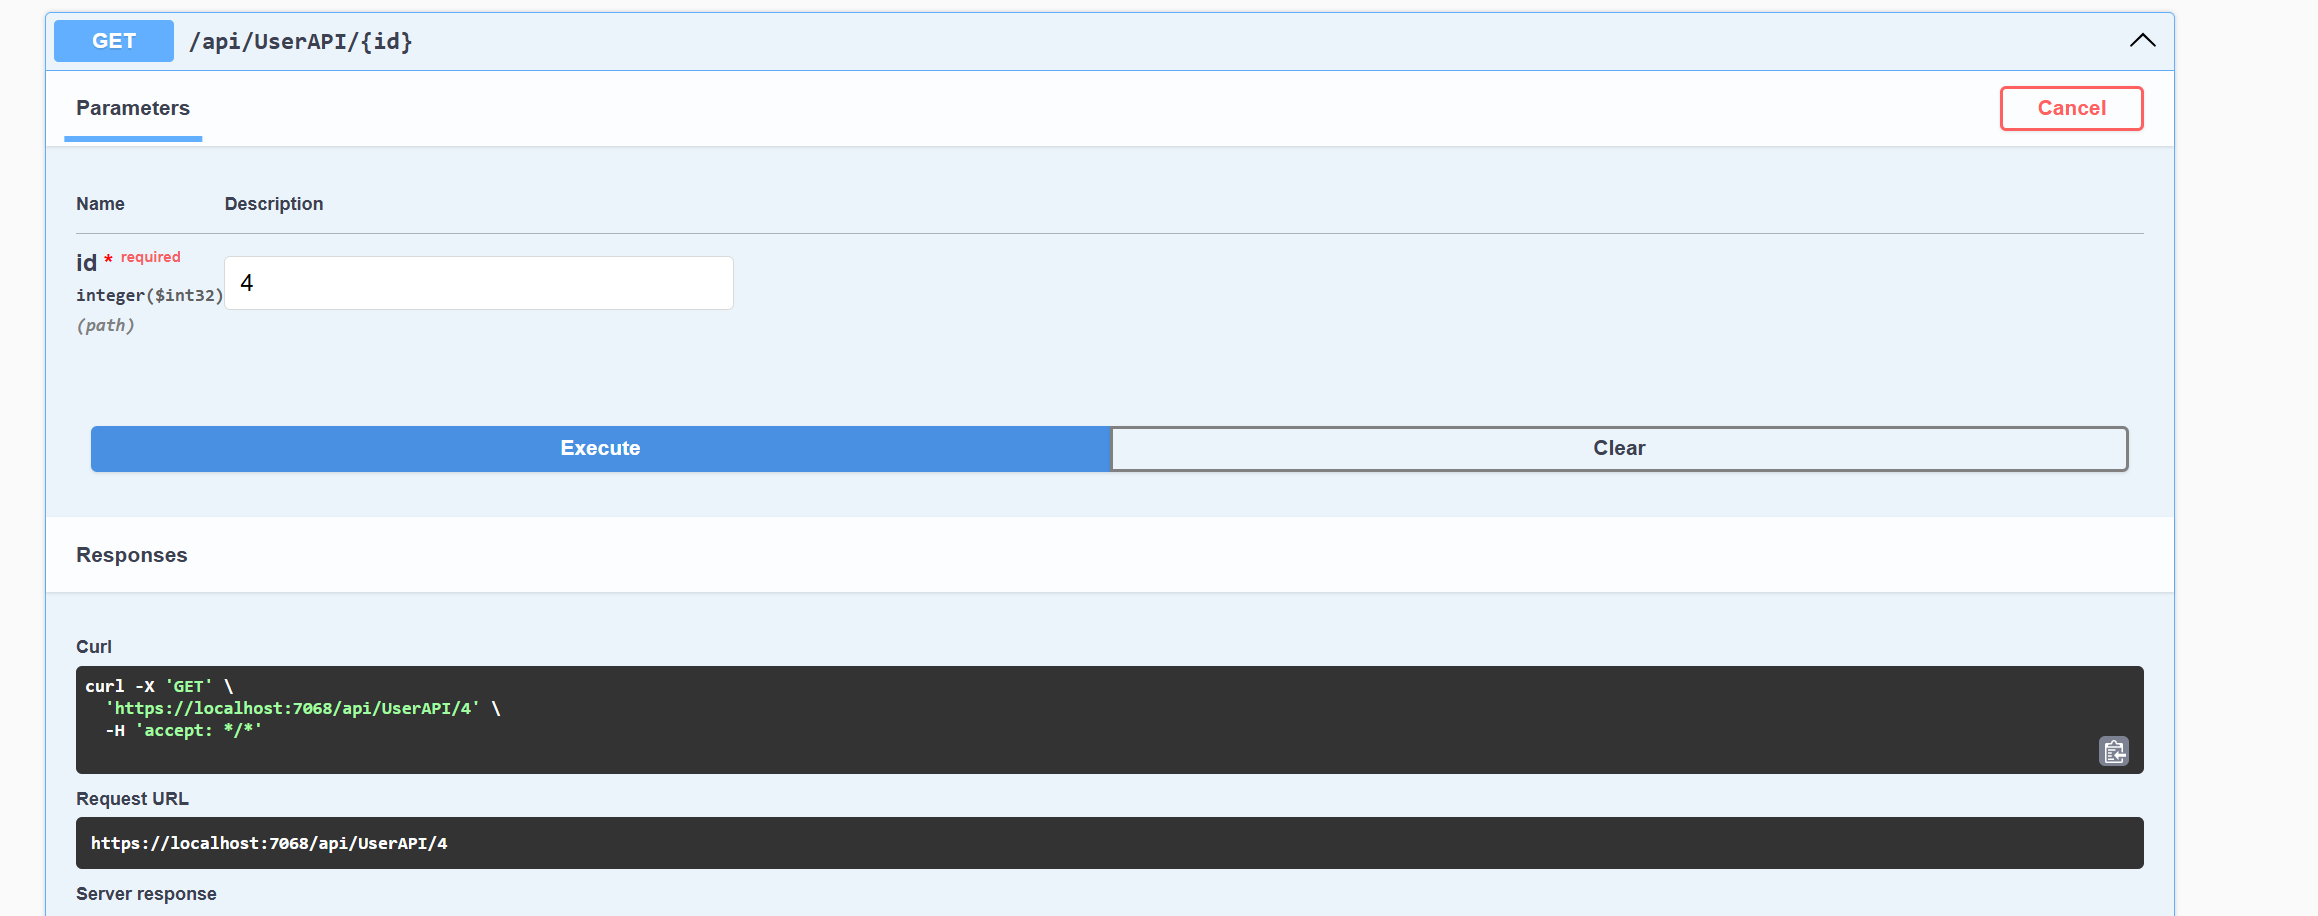 GET /api/UserAPI/{id}
Parameters
Cancel
Name Description
id * required
integer($int32)
(path)
4
Execute
Clear
Responses
Curl
curl -X 'GET' \
  'https://localhost:7068/api/UserAPI/4' \
  -H 'accept: */*'
Request URL
https://localhost:7068/api/UserAPI/4
Server response